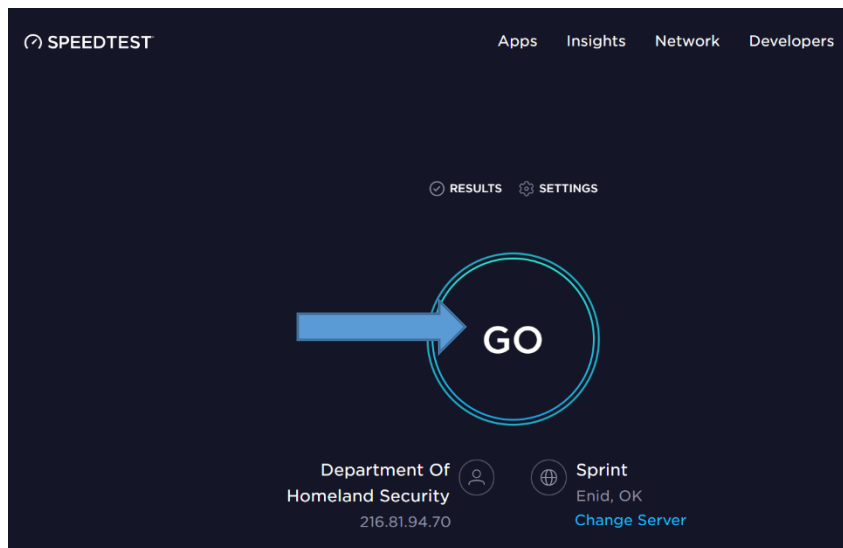 SPEEDTEST
Apps Insights Network Developers
RESULTS SETTINGS
GO
Department Of
Homeland Security
216.81.94.70
Sprint
Enid, OK
Change Server